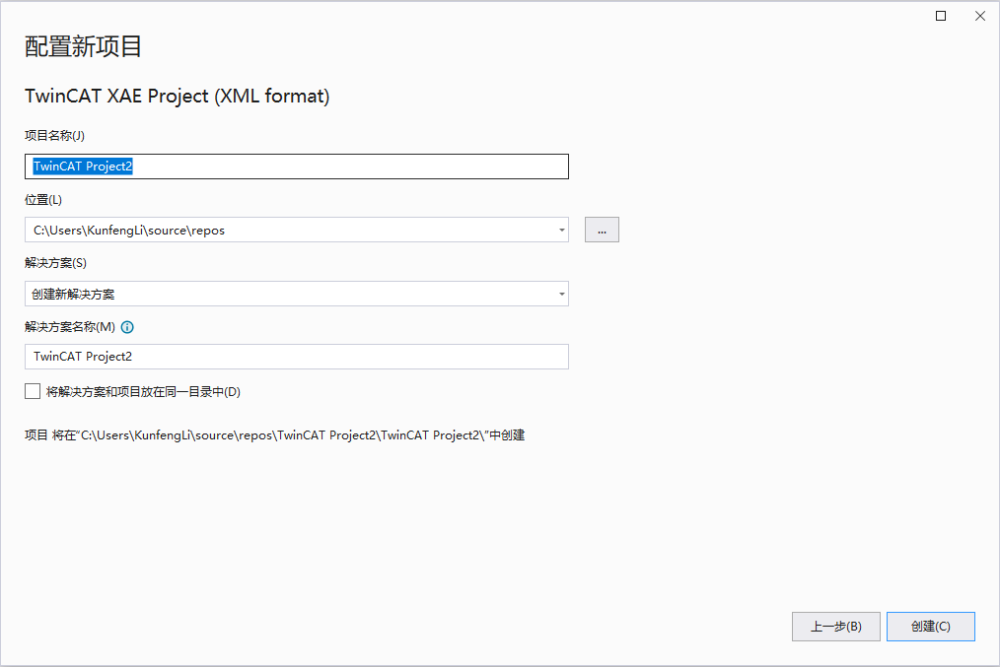 配置新项目
TwinCAT XAE Project (XML format)
项目名称(J)
TwinCAT Project2
位置(L)
C:\Users\KunfengLi\source\repos
...
解决方案(S)
创建新解决方案
解决方案名称(M)
TwinCAT Project2
将解决方案和项目放在同一目录中(D)
项目 将在“C:\Users\KunfengLi\source\repos\TwinCAT Project2\TwinCAT Project2\”中创建
上一步(B) 创建(C)